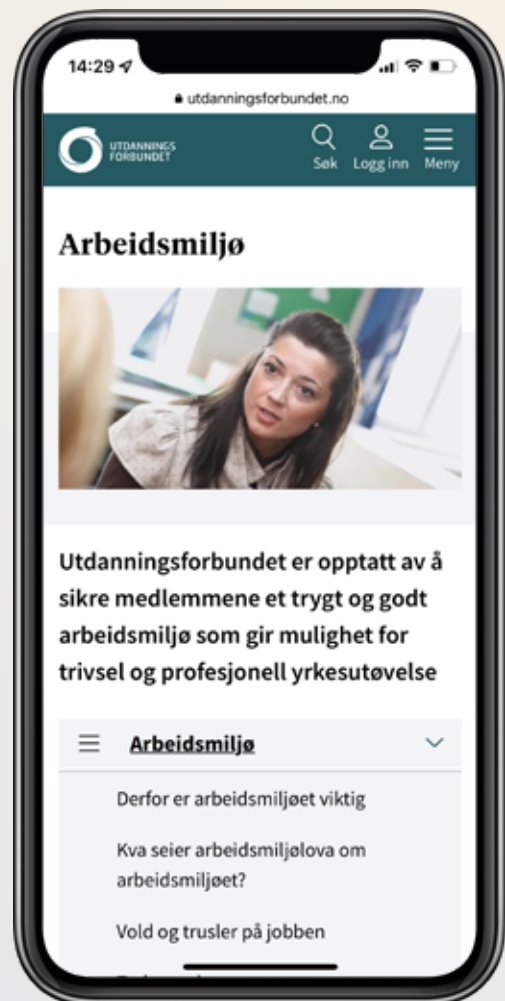 14:29
utdanningsforbundet.no
UTDANNINGS
FORBUNDET
Søk Logg inn Meny
Arbeidsmiljø
Utdanningsforbundet er opptatt av å
sikre medlemmene et trygt og godt
arbeidsmiljø som gir mulighet for
trivsel og profesjonell yrkesutøvelse
Arbeidsmiljø
Derfor er arbeidsmiljøet viktig
Kva seier arbeidsmiljølova om
arbeidsmiljøet?
Vold og trusler på jobben